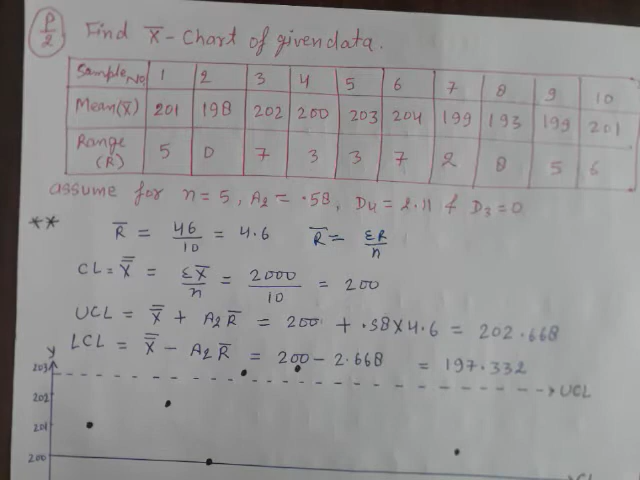 P/2 Find X̄ - Chart of given data.
Sample No 1 2 3 4 5 6 7 8 9 10
Mean(X̄) 201 198 202 200 203 204 199 193 199 201
Range (R) 5 0 7 3 3 7 2 8 5 6
assume for n = 5, A2 = .58, D4 = 2.11 & D3 = 0
** R̄ = 46/10 = 4.6 R̄ = ΣR/n
CL = X̿ = ΣX̄/n = 2000/10 = 200
UCL = X̿ + A2R̄ = 200 + .58 X 4.6 = 202.668
LCL = X̿ - A2R̄ = 200 - 2.668 = 197.332
y
203
UCL
202
201
200
CL